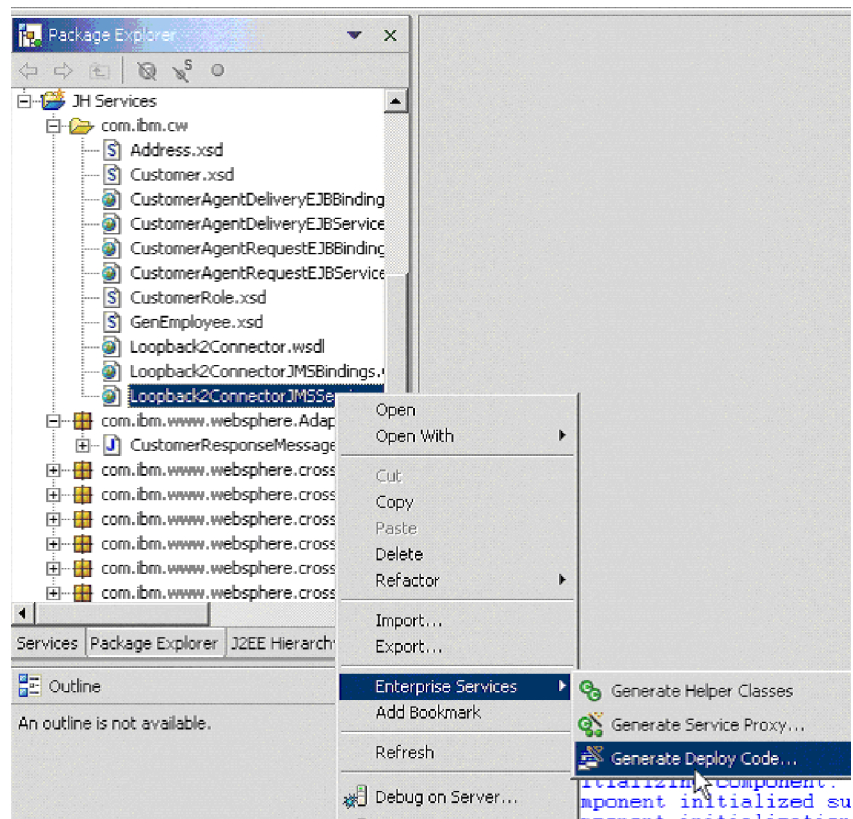 Package Explorer
S
JH Services
com.ibm.cw
Address.xsd
Customer.xsd
CustomerAgentDeliveryEJBBinding
CustomerAgentDeliveryEJBService
CustomerAgentRequestEJBBinding
CustomerAgentRequestEJBService
CustomerRole.xsd
GenEmployee.xsd
Loopback2Connector.wsdl
Loopback2ConnectorJMSBindings.
Loopback2ConnectorJMSSe
com.ibm.www.websphere.Adap
CustomerResponseMessage
com.ibm.www.websphere.cross
com.ibm.www.websphere.cross
com.ibm.www.websphere.cross
com.ibm.www.websphere.cross
com.ibm.www.websphere.cross
com.ibm.www.websphere.cross
Services Package Explorer J2EE Hierarch
Outline
An outline is not available.
Open
Open With
Cut
Copy
Paste
Delete
Refactor
Import...
Export...
Enterprise Services
Add Bookmark
Refresh
Debug on Server...
Generate Helper Classes
Generate Service Proxy...
Generate Deploy Code...
itializing component.
mponent initialized su